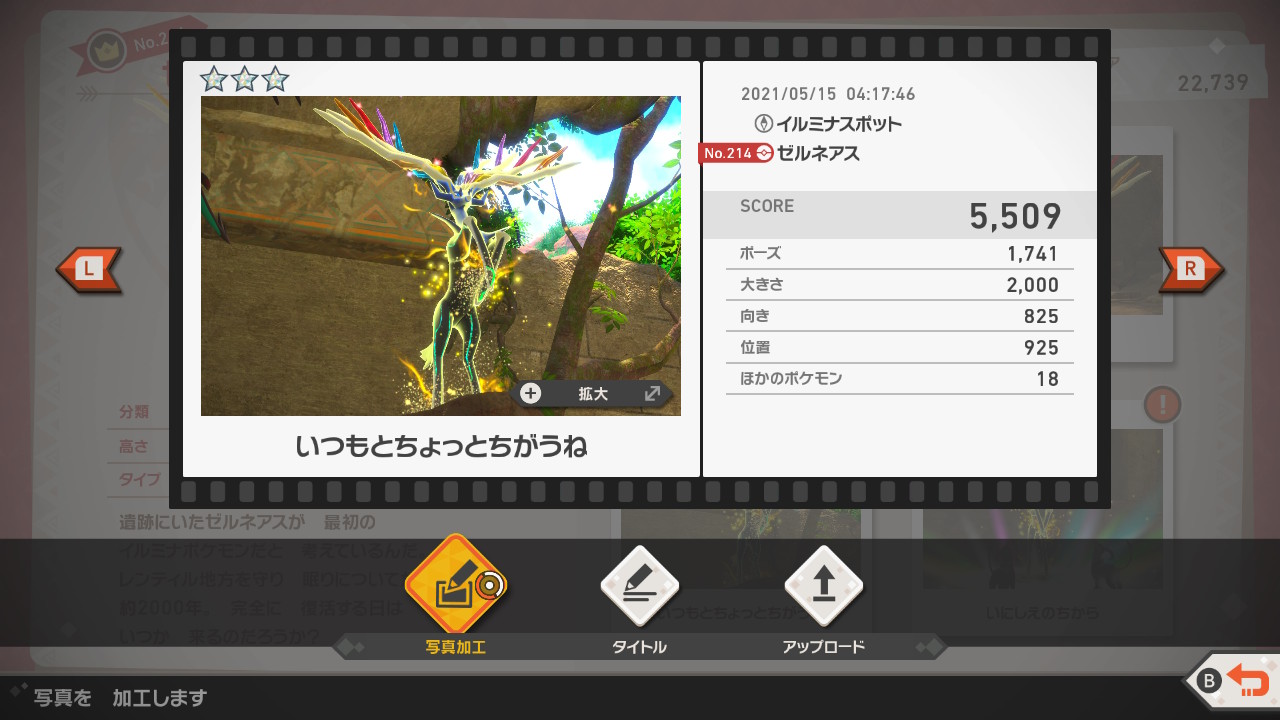 No.2
22,739
2021/05/15 04:17:46
イルミナスポット
No.214 ゼルネアス
SCORE 5,509
ポーズ 1,741
大きさ 2,000
向き 825
位置 925
ほかのポケモン 18
拡大
いつもとちょっとちがうね
L
R
分類
高さ
タイプ
遺跡にいたゼルネアスが 最初の
イルミナポケモンだと 考えているんだ
レンティル地方を守り 眠りについて
2000年。 完全に 復活する日は
いつか 来るのだろうか?
いつもとちょっとちが
いにしえのちから
写真加工
タイトル
アップロード
写真を 加工します
B